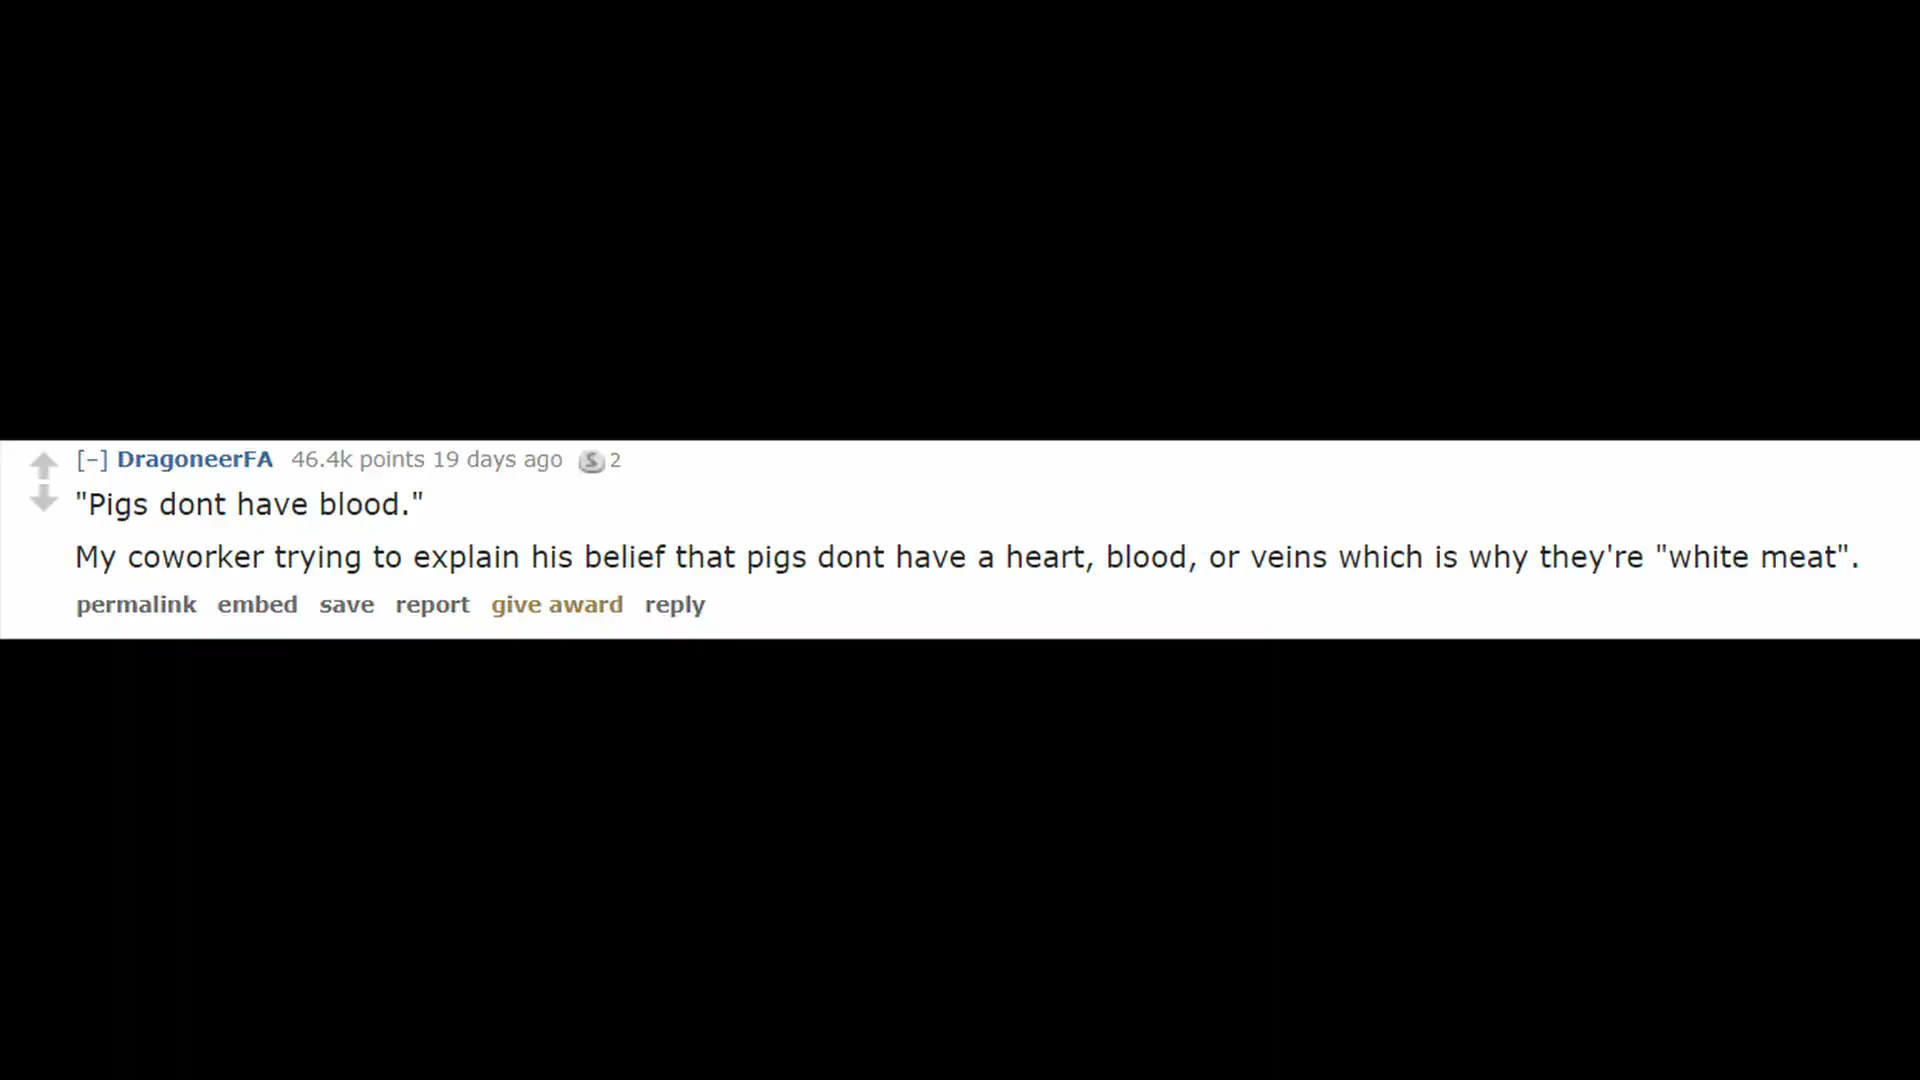 [–] DragoneerFA 46.4k points 19 days ago S 2
"Pigs dont have blood."
My coworker trying to explain his belief that pigs dont have a heart, blood, or veins which is why they're "white meat".
permalink embed save report give award reply